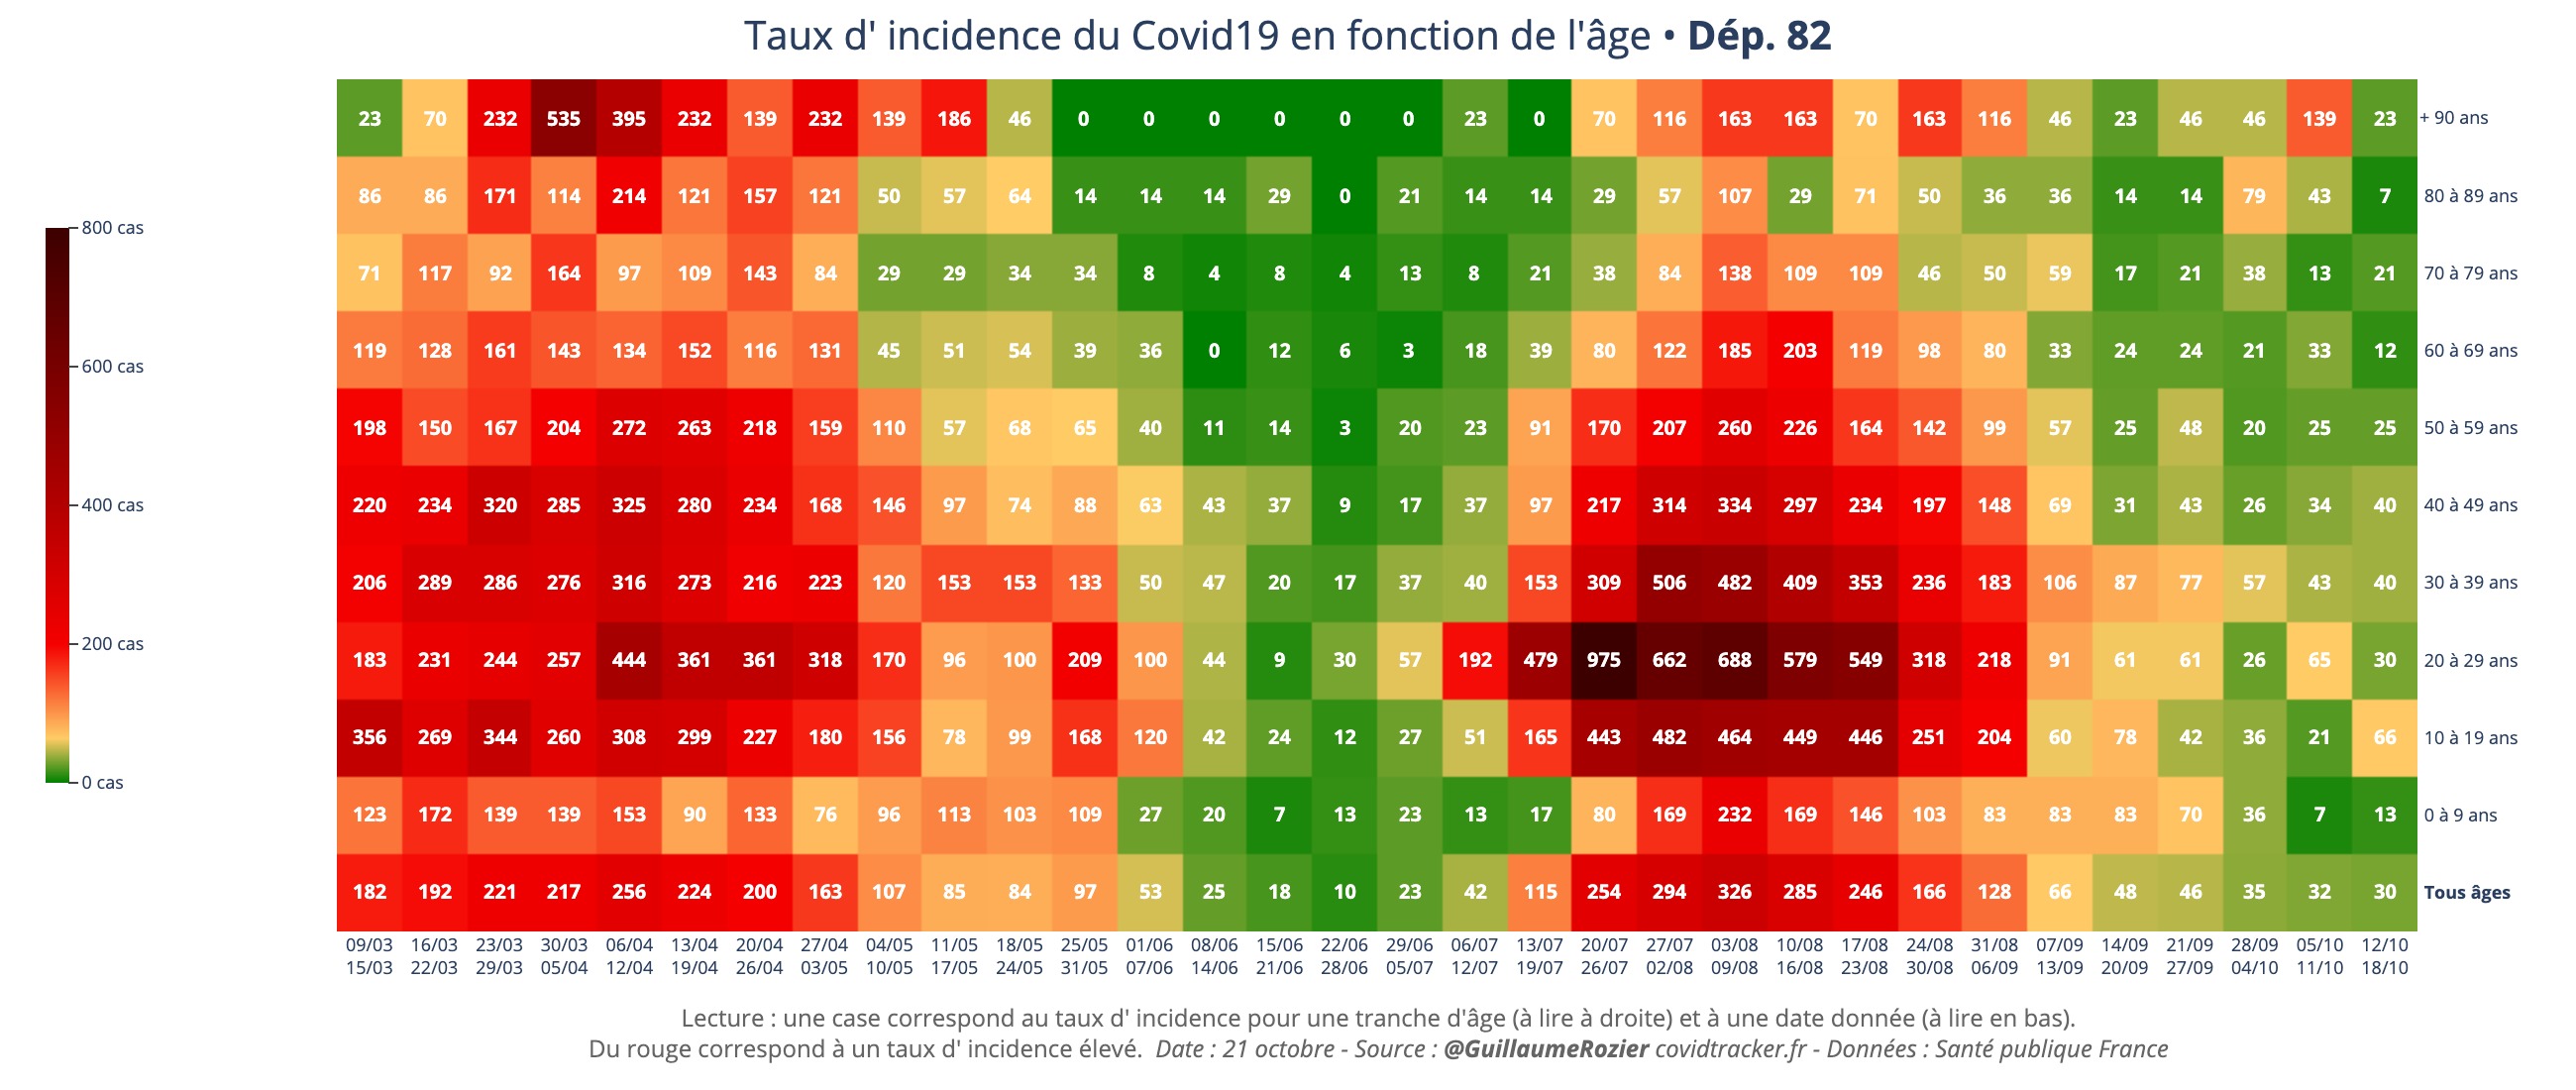 Taux d' incidence du Covid19 en fonction de l'âge • Dép. 82
23 70 232 535 395 232 139 232 139 186 46 0 0 0 0 0 0 23 0 70 116 163 163 70 163 116 46 23 46 46 139 23 + 90 ans
86 86 171 114 214 121 157 121 50 57 64 14 14 14 29 0 21 14 14 29 57 107 29 71 50 36 36 14 14 79 43 7 80 à 89 ans
800 cas
71 117 92 164 97 109 143 84 29 29 34 34 8 4 8 4 13 8 21 38 84 138 109 109 46 50 59 17 21 38 13 21 70 à 79 ans
119 128 161 143 134 152 116 131 45 51 54 39 36 0 12 6 3 18 39 80 122 185 203 119 98 80 33 24 24 21 33 12 60 à 69 ans
600 cas
198 150 167 204 272 263 218 159 110 57 68 65 40 11 14 3 20 23 91 170 207 260 226 164 142 99 57 25 48 20 25 25 50 à 59 ans
400 cas
220 234 320 285 325 280 234 168 146 97 74 88 63 43 37 9 17 37 97 217 314 334 297 234 197 148 69 31 43 26 34 40 40 à 49 ans
206 289 286 276 316 273 216 223 120 153 153 133 50 47 20 17 37 40 153 309 506 482 409 353 236 183 106 87 77 57 43 40 30 à 39 ans
200 cas
183 231 244 257 444 361 361 318 170 96 100 209 100 44 9 30 57 192 479 975 662 688 579 549 318 218 91 61 61 26 65 30 20 à 29 ans
356 269 344 260 308 299 227 180 156 78 99 168 120 42 24 12 27 51 165 443 482 464 449 446 251 204 60 78 42 36 21 66 10 à 19 ans
0 cas
123 172 139 139 153 90 133 76 96 113 103 109 27 20 7 13 23 13 17 80 169 232 169 146 103 83 83 83 70 36 7 13 0 à 9 ans
182 192 221 217 256 224 200 163 107 85 84 97 53 25 18 10 23 42 115 254 294 326 285 246 166 128 66 48 46 35 32 30 Tous âges
09/03 16/03 23/03 30/03 06/04 13/04 20/04 27/04 04/05 11/05 18/05 25/05 01/06 08/06 15/06 22/06 29/06 06/07 13/07 20/07 27/07 03/08 10/08 17/08 24/08 31/08 07/09 14/09 21/09 28/09 05/10 12/10
15/03 22/03 29/03 05/04 12/04 19/04 26/04 03/05 10/05 17/05 24/05 31/05 07/06 14/06 21/06 28/06 05/07 12/07 19/07 26/07 02/08 09/08 16/08 23/08 30/08 06/09 13/09 20/09 27/09 04/10 11/10 18/10
Lecture : une case correspond au taux d' incidence pour une tranche d'âge (à lire à droite) et à une date donnée (à lire en bas).
Du rouge correspond à un taux d' incidence élevé. Date : 21 octobre - Source : @GuillaumeRozier covidtracker.fr - Données : Santé publique France